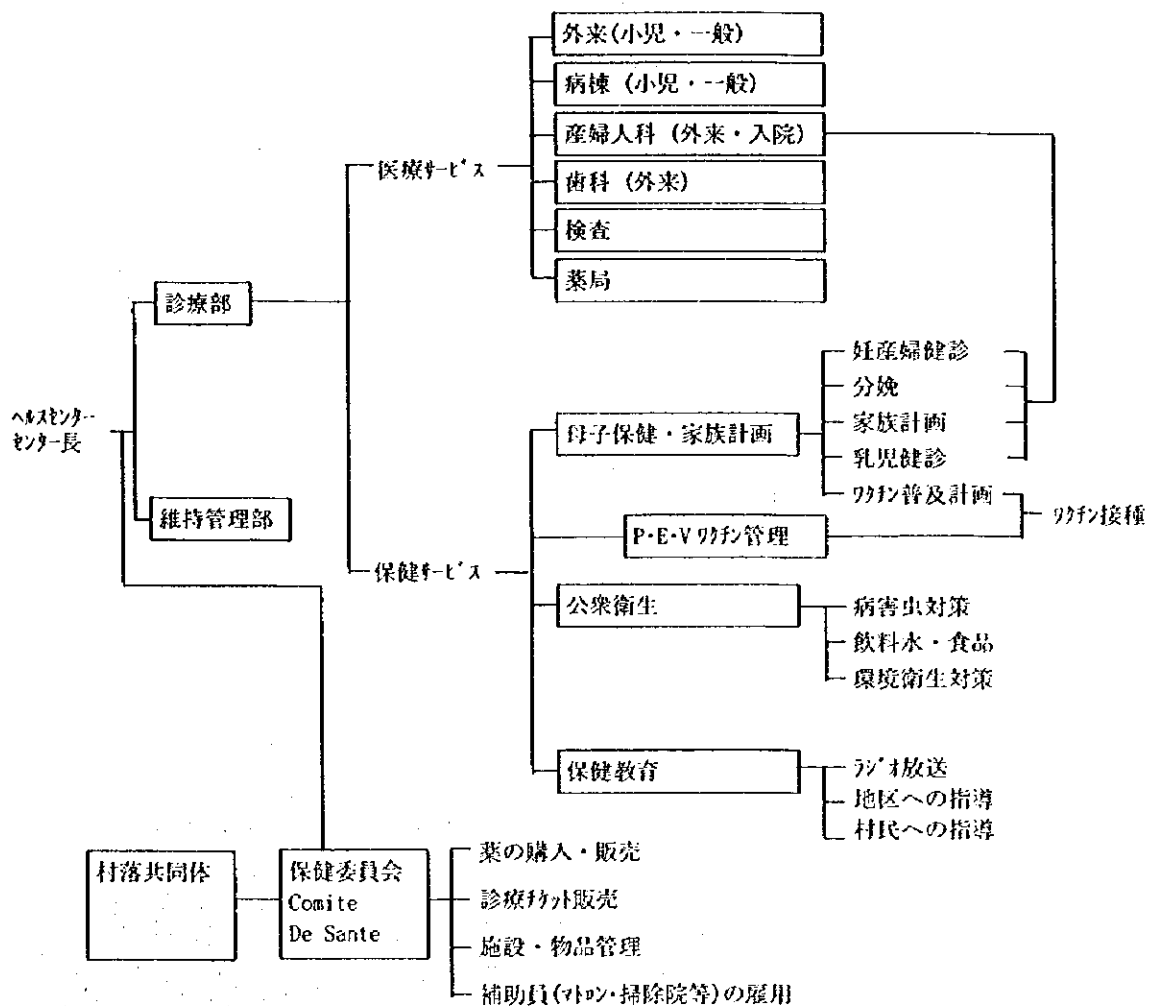 外来(小児・一般)
病棟 (小児・一般)
産婦人科 (外来・入院)
医療ｻｰﾋﾞｽ
歯科 (外来)
検査
薬局
診療部
妊産婦健診
分娩
ﾍﾙｽｾﾝﾀｰ
ｾﾝﾀｰ長
母子保健・家族計画
家族計画
乳児健診
ﾜｸﾁﾝ普及計画
ﾜｸﾁﾝ接種
維持管理部
P・E・V ﾜｸﾁﾝ管理
保健ｻｰﾋﾞｽ
公衆衛生
病害虫対策
飲料水・食品
環境衛生対策
保健教育
ﾗｼﾞｵ放送
地区への指導
村民への指導
村落共同体
保健委員会
Comite
De Sante
薬の購入・販売
診療ﾁｹｯﾄ販売
施設・物品管理
補助員(ﾏﾄﾛﾝ・掃除院等)の雇用